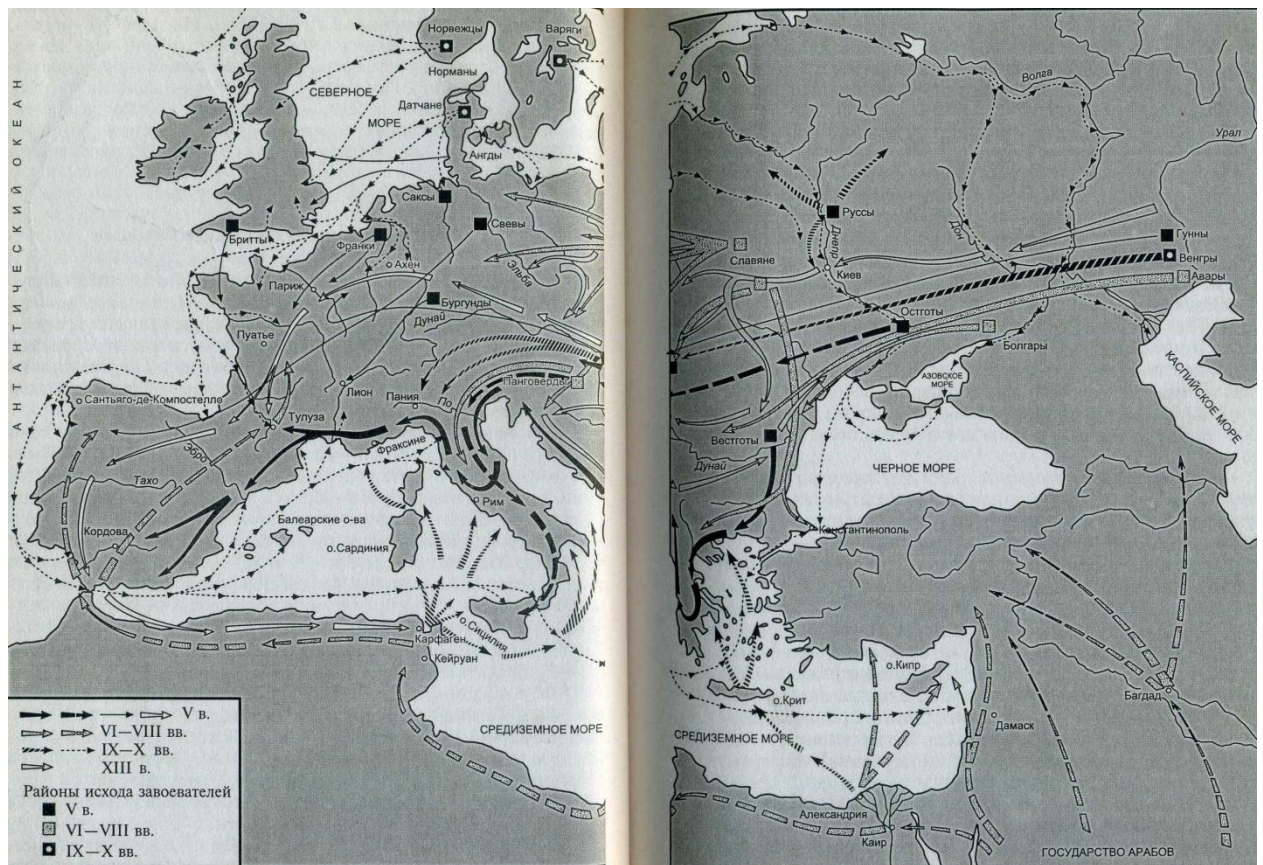 АНТАНТИЧЕСКИЙ ОКЕАН
Норвежцы
Варяги
Норманы
СЕВЕРНОЕ
МОРЕ
Датчане
Ангды
Саксы
Свевы
Бритты
Франки
Ахен
Эльба
Париж
Бургунды
Дунай
Пуатье
Лион
Пания
По
Панговерды
Сантьяго-де-Компостелло
Тулуза
Фраксине
Эбро
Тахо
Рим
Кордова
Балеарские о-ва
о.Сардиния
о.Сицилия
Карфаген
Кейруан
СРЕДИЗЕМНОЕ МОРЕ
V в.
VI—VIII вв.
IX—X вв.
XIII в.
Районы исхода завоевателей
V в.
VI—VIII вв.
IX—X вв.
Волга
Урал
Руссы
Днепр
Дон
Гунны
Славяне
Венгры
Киев
Авары
Остготы
Болгары
АЗОВСКОЕ
МОРЕ
КАСПИЙСКОЕ МОРЕ
Вестготы
Дунай
ЧЕРНОЕ МОРЕ
Константинополь
о.Кипр
о.Крит
Багдад
Дамаск
СРЕДИЗЕМНОЕ МОРЕ
Александрия
Каир
ГОСУДАРСТВО АРАБОВ